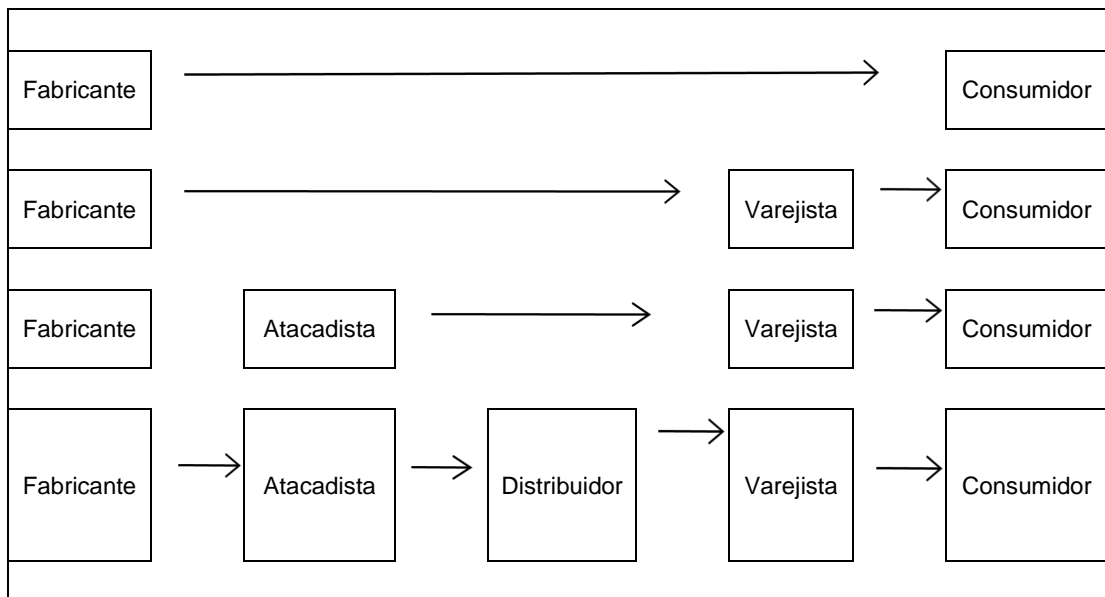 Fabricante
Consumidor
Fabricante
Varejista
Consumidor
Fabricante
Atacadista
Varejista
Consumidor
Fabricante
Atacadista
Distribuidor
Varejista
Consumidor